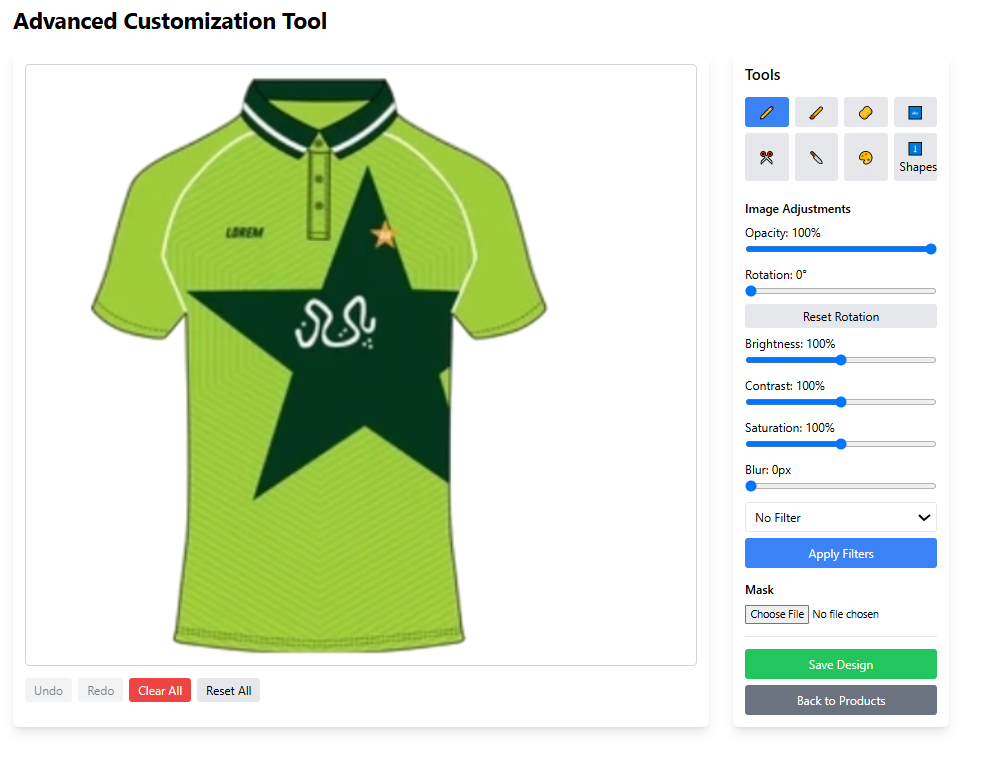 Advanced Customization Tool
LOREM
Undo
Redo
Clear All
Reset All
Tools
Shapes
Image Adjustments
Opacity: 100%
Rotation: 0°
Reset Rotation
Brightness: 100%
Contrast: 100%
Saturation: 100%
Blur: 0px
No Filter
Apply Filters
Mask
Choose File No file chosen
Save Design
Back to Products